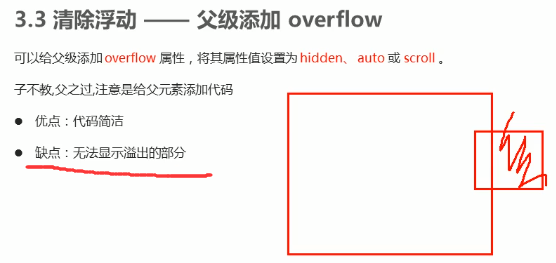 3.3 清除浮动 —— 父级添加 overflow
可以给父级添加 overflow 属性，将其属性值设置为 hidden、 auto 或 scroll 。
子不教,父之过,注意是给父元素添加代码
● 优点：代码简洁
● 缺点：无法显示溢出的部分